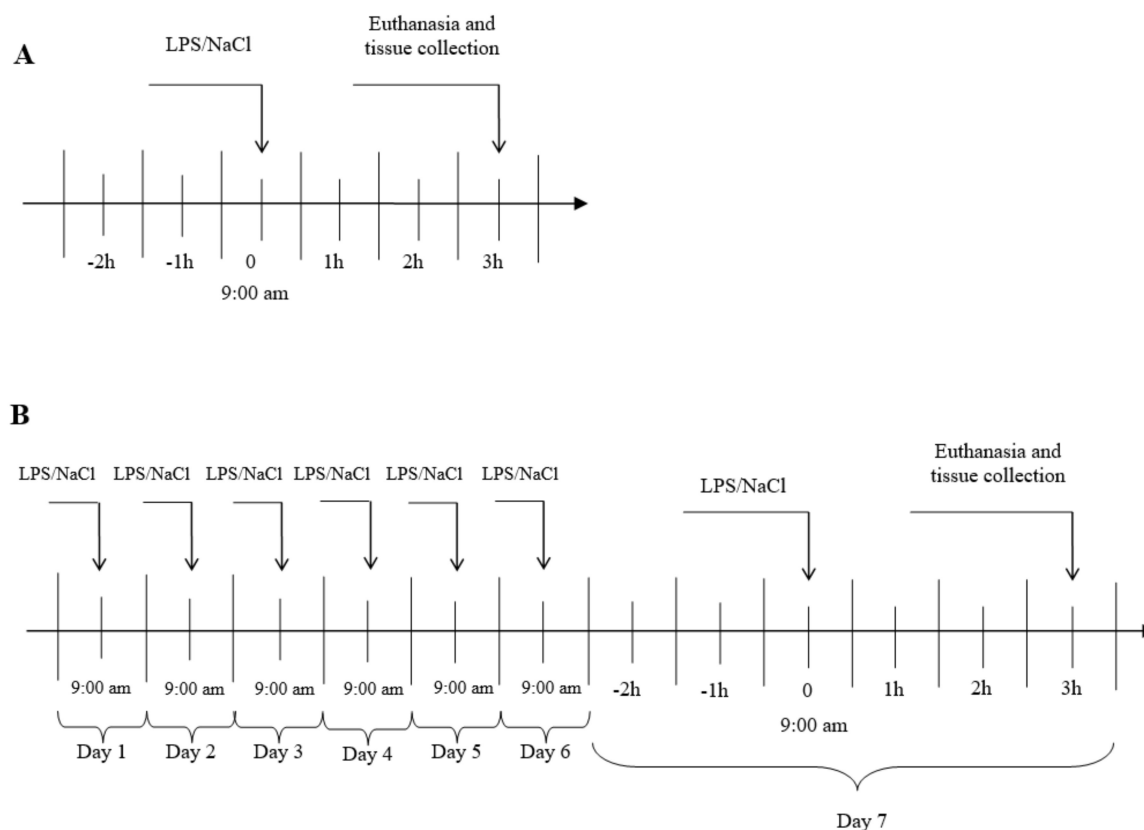 A
LPS/NaCl
Euthanasia and
tissue collection
-2h -1h 0 1h 2h 3h
9:00 am
B
LPS/NaCl LPS/NaCl LPS/NaCl LPS/NaCl LPS/NaCl LPS/NaCl
LPS/NaCl
Euthanasia and
tissue collection
9:00 am 9:00 am 9:00 am 9:00 am 9:00 am 9:00 am -2h -1h 0 1h 2h 3h
9:00 am
Day 1 Day 2 Day 3 Day 4 Day 5 Day 6
Day 7